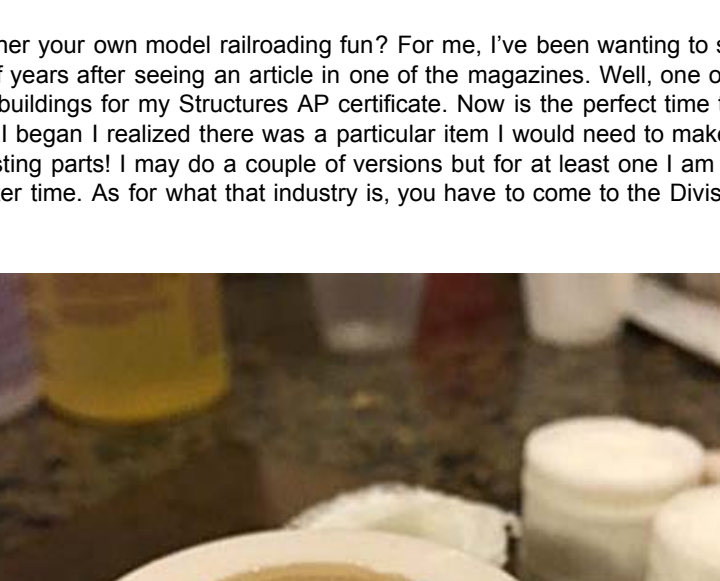 her your own model railroading fun? For me, I've been wanting to
years after seeing an article in one of the magazines. Well, one
buildings for my Structures AP certificate. Now is the perfect time
I began I realized there was a particular item I would need to make
sting parts! I may do a couple of versions but for at least one I am
er time. As for what that industry is, you have to come to the Divis